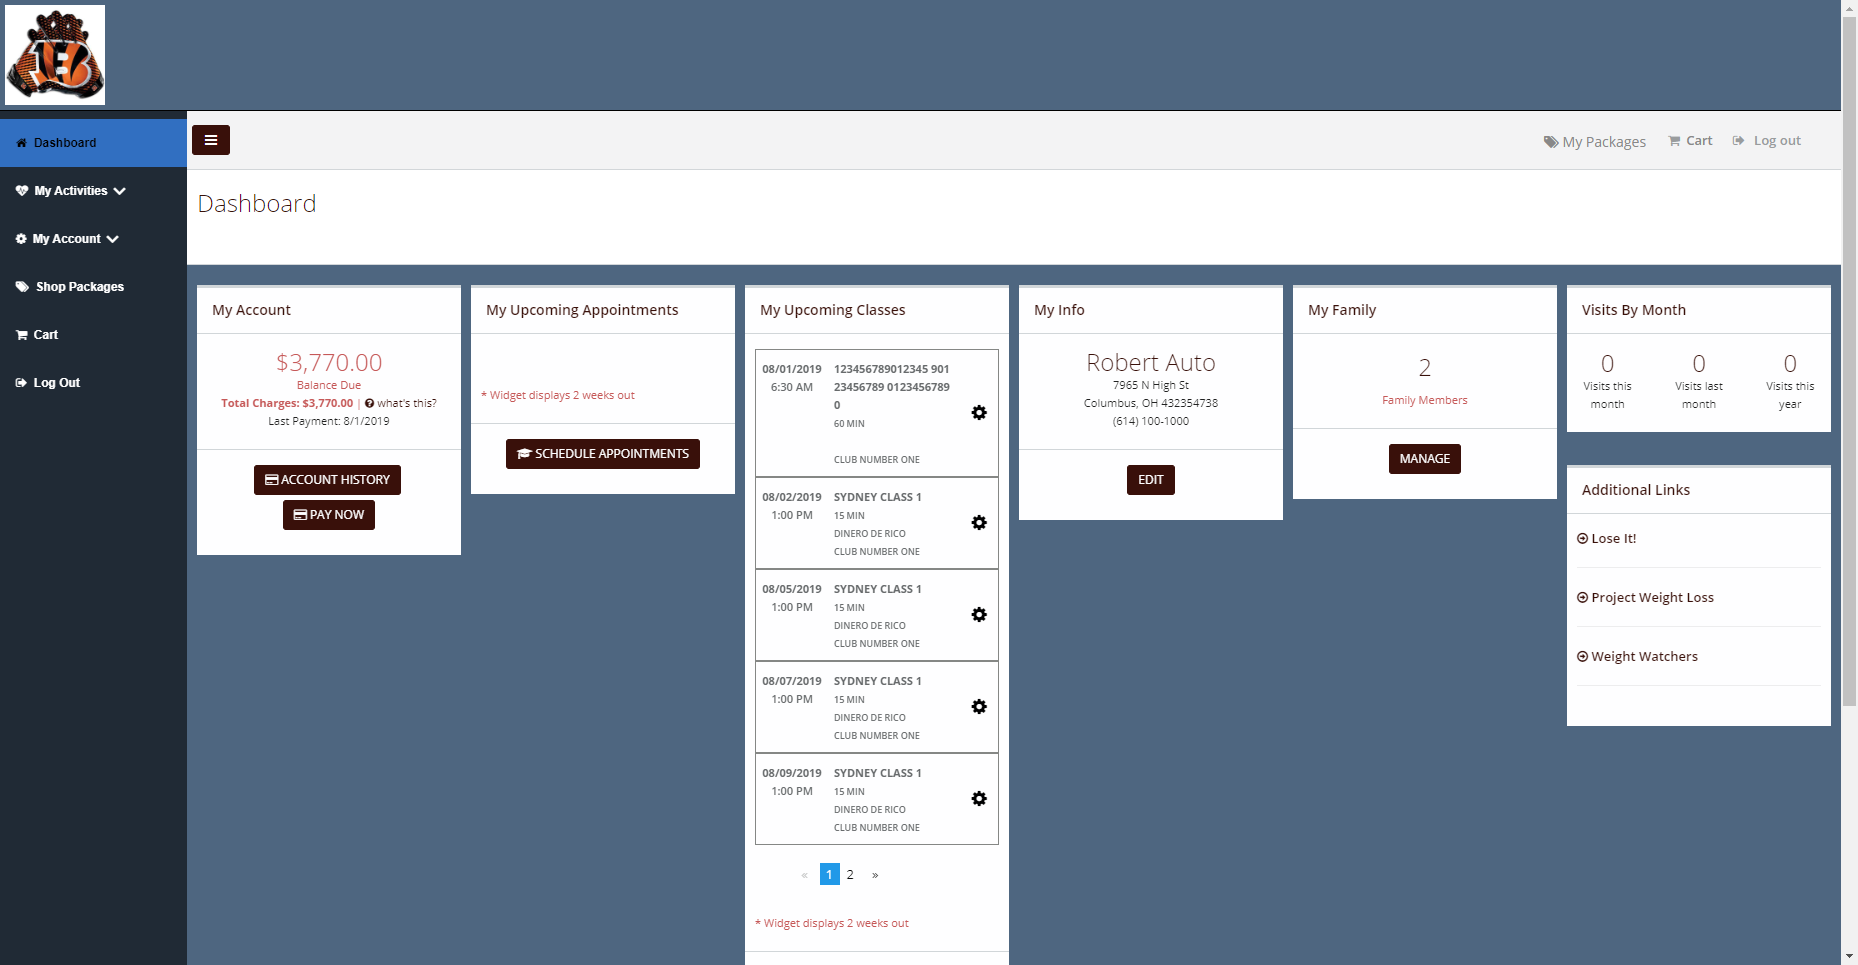 Dashboard
My Activities
My Account
Shop Packages
Cart
Log Out
My Packages
Cart
Log out
Dashboard
My Account
$3,770.00
Balance Due
Total Charges: $3,770.00 | what's this?
Last Payment: 8/1/2019
ACCOUNT HISTORY
PAY NOW
My Upcoming Appointments
* Widget displays 2 weeks out
SCHEDULE APPOINTMENTS
My Upcoming Classes
08/01/2019 123456789012345 901
6:30 AM 23456789 0123456789
0
60 MIN
CLUB NUMBER ONE
08/02/2019 SYDNEY CLASS 1
1:00 PM 15 MIN
DINERO DE RICO
CLUB NUMBER ONE
08/05/2019 SYDNEY CLASS 1
1:00 PM 15 MIN
DINERO DE RICO
CLUB NUMBER ONE
08/07/2019 SYDNEY CLASS 1
1:00 PM 15 MIN
DINERO DE RICO
CLUB NUMBER ONE
08/09/2019 SYDNEY CLASS 1
1:00 PM 15 MIN
DINERO DE RICO
CLUB NUMBER ONE
« 1 2 »
* Widget displays 2 weeks out
My Info
Robert Auto
7965 N High St
Columbus, OH 432354738
(614) 100-1000
EDIT
My Family
2
Family Members
MANAGE
Visits By Month
0 0 0
Visits this Visits last Visits this
month month year
Additional Links
Lose It!
Project Weight Loss
Weight Watchers